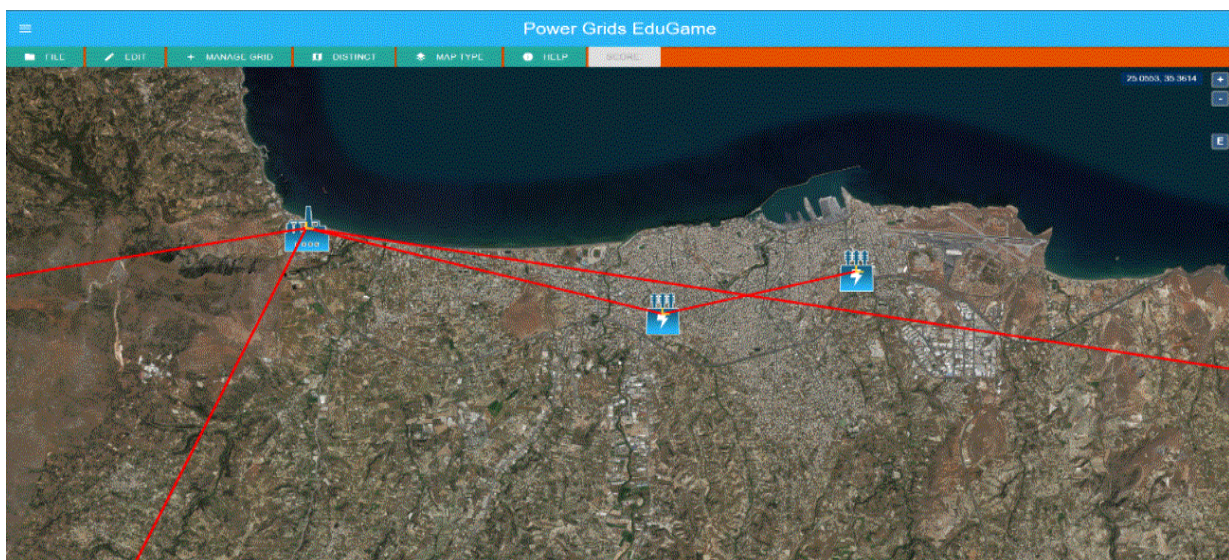 Power Grids EduGame
FILE EDIT MANAGE GRID DISTINCT MAP TYPE HELP SCORE
25.0553, 35.3614
+
-
E